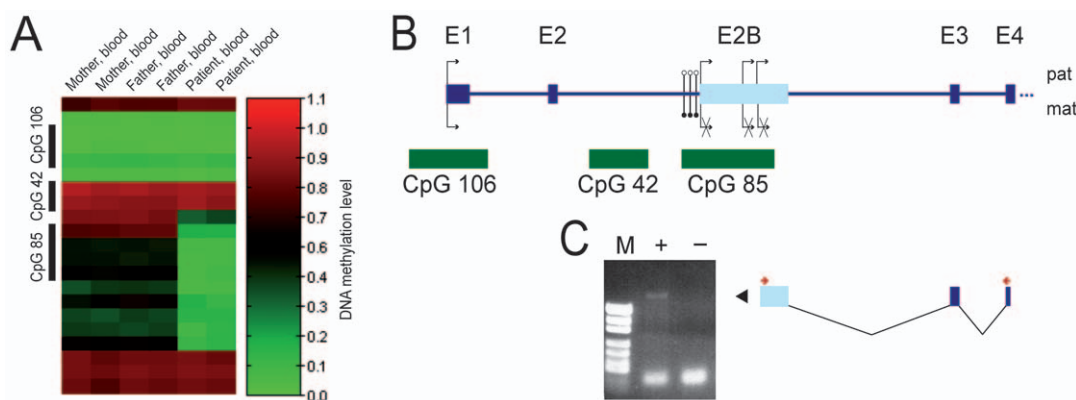 A
Mother, blood
Mother, blood
Father, blood
Father, blood
Patient, blood
Patient, blood
CpG 106
CpG 42
CpG 85
1.1
1.0
0.9
0.8
0.7
0.6
0.5
0.4
0.3
0.2
0.1
0.0
DNA methylation level
B
E1 E2 E2B E3 E4
pat
...
mat
CpG 106 CpG 42 CpG 85
C
M + −